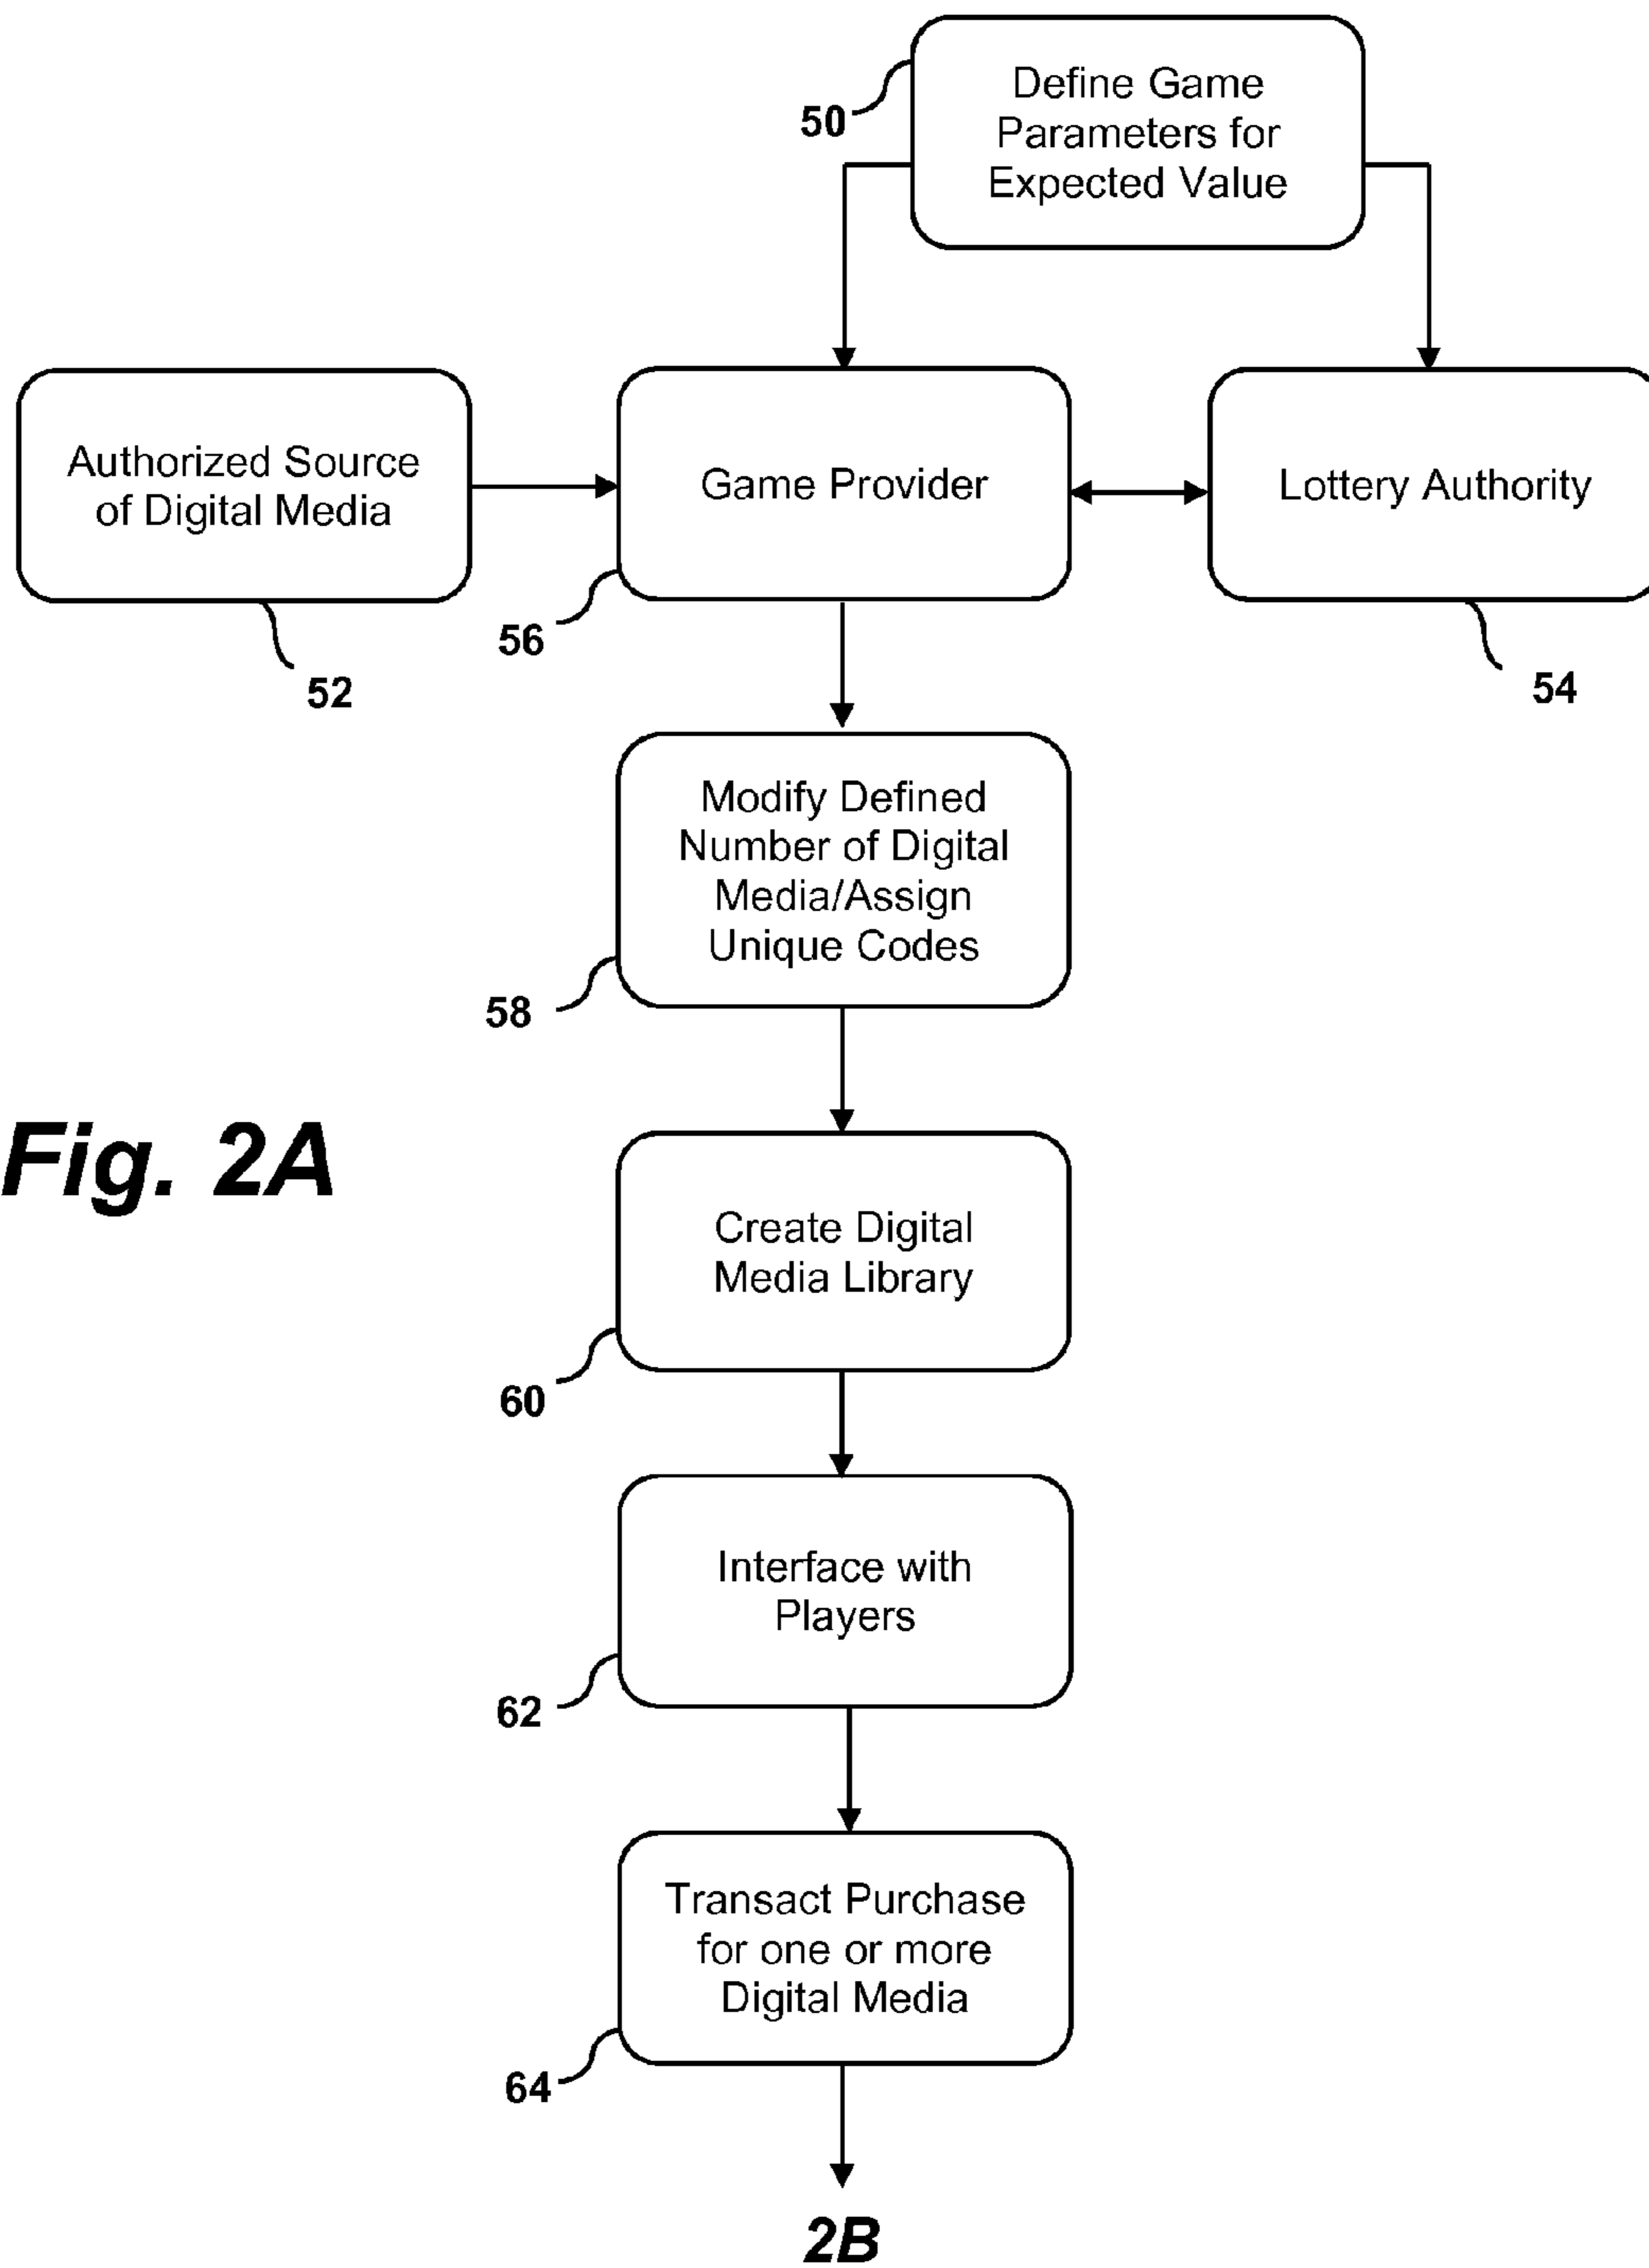 Define Game
Parameters for
Expected Value
50
Authorized Source
of Digital Media
52
Game Provider
56
Lottery Authority
54
Modify Defined
Number of Digital
Media/Assign
Unique Codes
58
Fig. 2A
Create Digital
Media Library
60
Interface with
Players
62
Transact Purchase
for one or more
Digital Media
64
2B